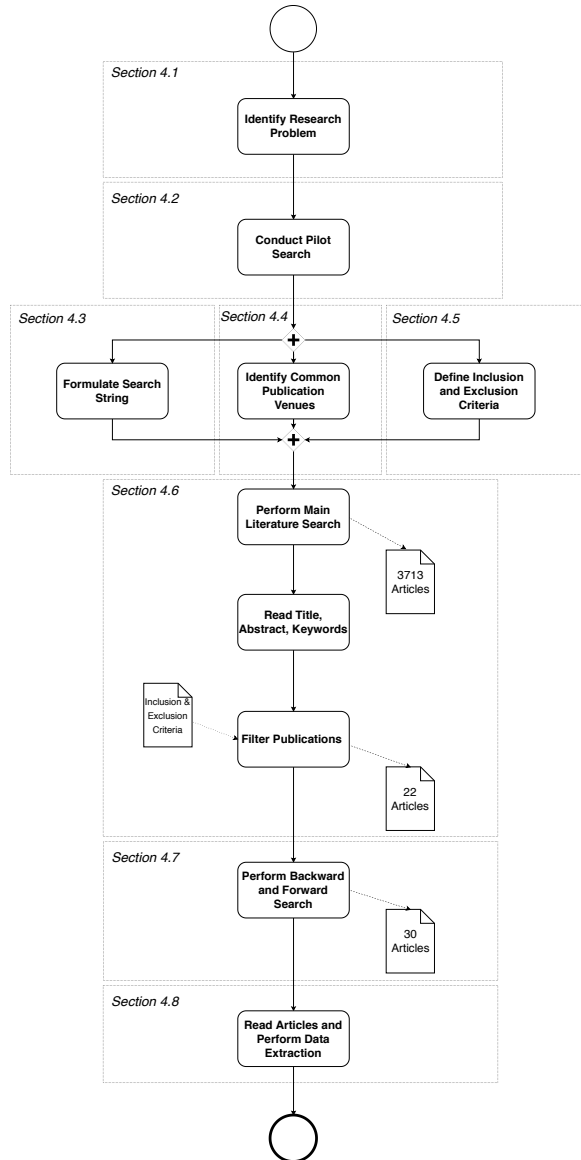 Section 4.1
Identify Research
Problem
Section 4.2
Conduct Pilot
Search
Section 4.3
Section 4.4
Section 4.5
Formulate Search
String
Identify Common
Publication
Venues
Define Inclusion
and Exclusion
Criteria
Section 4.6
Perform Main
Literature Search
3713
Articles
Read Title,
Abstract, Keywords
Inclusion &
Exclusion
Criteria
Filter Publications
22
Articles
Section 4.7
Perform Backward
and Forward
Search
30
Articles
Section 4.8
Read Articles and
Perform Data
Extraction